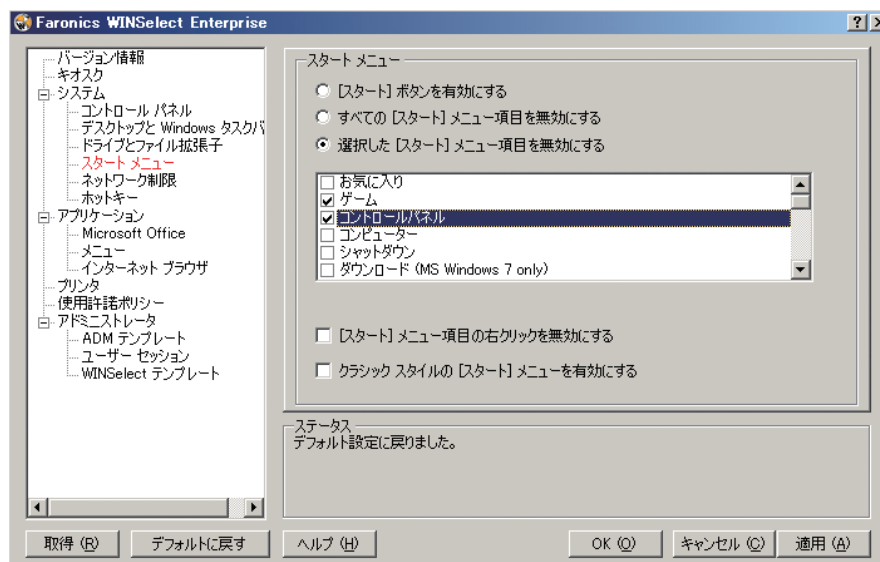 Faronics WINSelect Enterprise
バージョン情報
キオスク
システム
コントロール パネル
デスクトップと Windows タスクバ
ドライブとファイル拡張子
スタート メニュー
ネットワーク制限
ホットキー
アプリケーション
Microsoft Office
メニュー
インターネット ブラウザ
プリンタ
使用許諾ポリシー
アドミニストレータ
ADM テンプレート
ユーザー セッション
WINSelect テンプレート
スタート メニュー
[スタート] ボタンを有効にする
すべての [スタート] メニュー項目を無効にする
選択した [スタート] メニュー項目を無効にする
お気に入り
ゲーム
コントロールパネル
コンピューター
シャットダウン
ダウンロード (MS Windows 7 only)
[スタート] メニュー項目の右クリックを無効にする
クラシック スタイルの [スタート] メニューを有効にする
ステータス
デフォルト設定に戻りました。
取得 (R)
デフォルトに戻す
ヘルプ (H)
OK (O)
キャンセル (C)
適用 (A)